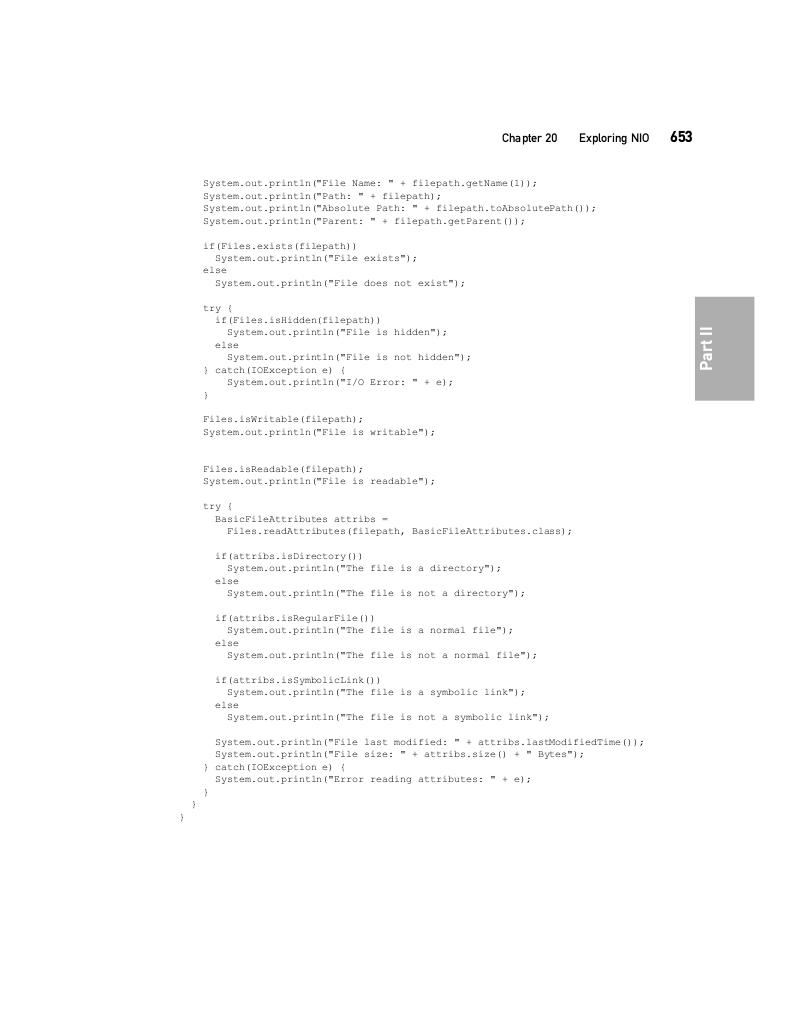 Chapter 20 Exploring NIO 653
System.out.println("File Name: " + filepath.getName(1));
System.out.println("Path: " + filepath);
System.out.println("Absolute Path: " + filepath.toAbsolutePath());
System.out.println("Parent: " + filepath.getParent());
if(Files.exists(filepath))
System.out.println("File exists");
else
System.out.println("File does not exist");
try {
if(Files.isHidden(filepath))
System.out.println("File is hidden");
else
System.out.println("File is not hidden");
} catch(IOException e) {
System.out.println("I/O Error: " + e);
}
Files.isWritable(filepath);
System.out.println("File is writable");
Files.isReadable(filepath);
System.out.println("File is readable");
try {
BasicFileAttributes attribs =
Files.readAttributes(filepath, BasicFileAttributes.class);
if(attribs.isDirectory())
System.out.println("The file is a directory");
else
System.out.println("The file is not a directory");
if(attribs.isRegularFile())
System.out.println("The file is a normal file");
else
System.out.println("The file is not a normal file");
if(attribs.isSymbolicLink())
System.out.println("The file is a symbolic link");
else
System.out.println("The file is not a symbolic link");
System.out.println("File last modified: " + attribs.lastModifiedTime());
System.out.println("File size: " + attribs.size() + " Bytes");
} catch(IOException e) {
System.out.println("Error reading attributes: " + e);
}
}
}
Part II